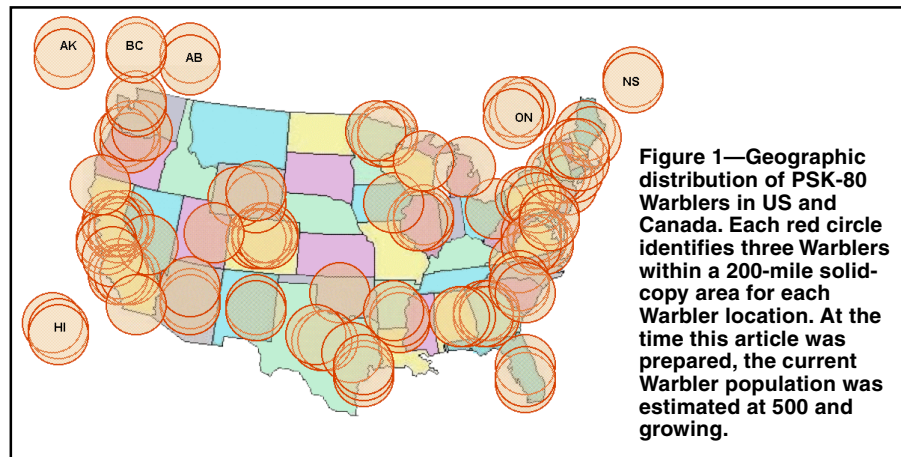 AK
BC
AB
NS
ON
HI
Figure 1—Geographic
distribution of PSK-80
Warblers in US and
Canada. Each red circle
identifies three Warblers
within a 200-mile solid-
copy area for each
Warbler location. At the
time this article was
prepared, the current
Warbler population was
estimated at 500 and
growing.